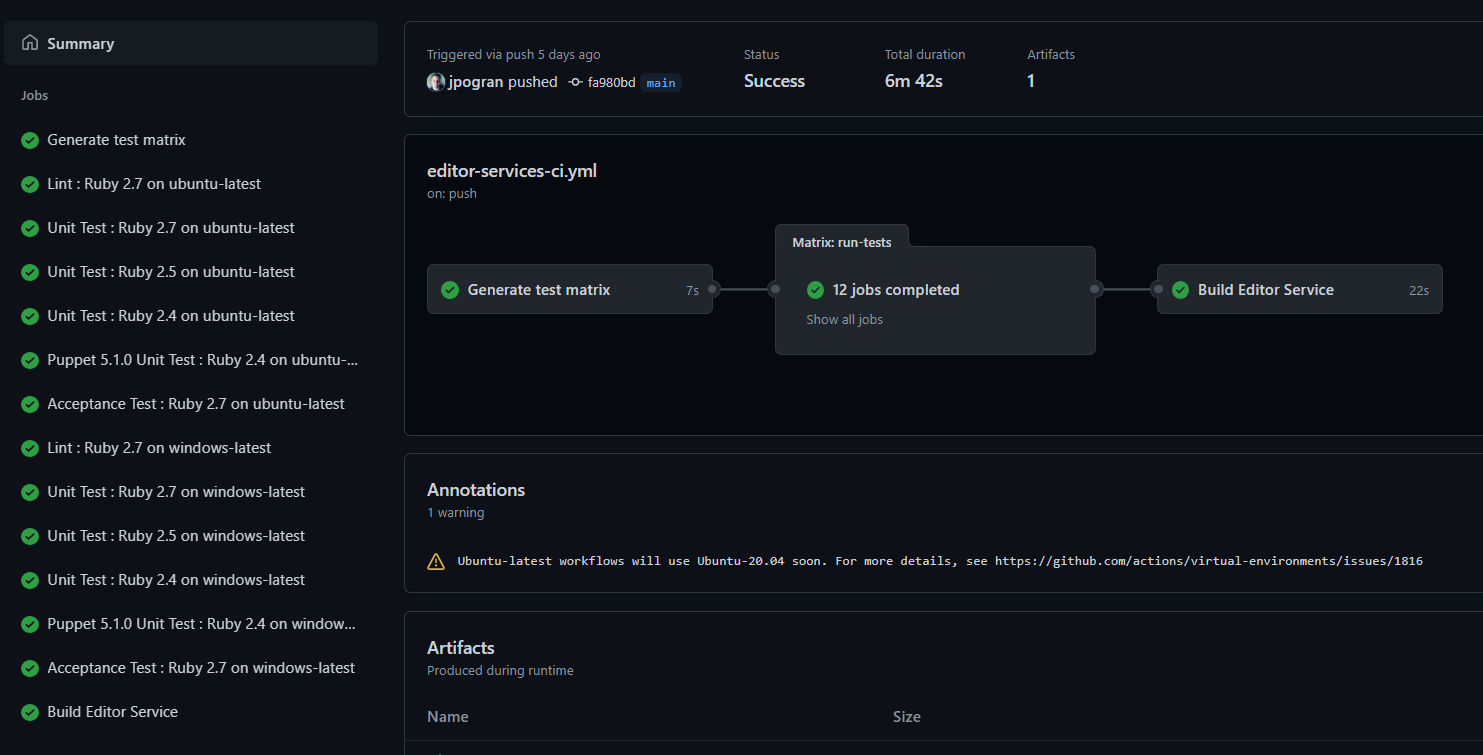 Summary
Jobs
Generate test matrix
Lint : Ruby 2.7 on ubuntu-latest
Unit Test : Ruby 2.7 on ubuntu-latest
Unit Test : Ruby 2.5 on ubuntu-latest
Unit Test : Ruby 2.4 on ubuntu-latest
Puppet 5.1.0 Unit Test : Ruby 2.4 on ubuntu-...
Acceptance Test : Ruby 2.7 on ubuntu-latest
Lint : Ruby 2.7 on windows-latest
Unit Test : Ruby 2.7 on windows-latest
Unit Test : Ruby 2.5 on windows-latest
Unit Test : Ruby 2.4 on windows-latest
Puppet 5.1.0 Unit Test : Ruby 2.4 on window...
Acceptance Test : Ruby 2.7 on windows-latest
Build Editor Service
Triggered via push 5 days ago
jpogran pushed fa980bd main
Status
Success
Total duration
6m 42s
Artifacts
1
editor-services-ci.yml
on: push
Generate test matrix 7s
Matrix: run-tests
12 jobs completed
Show all jobs
Build Editor Service 22s
Annotations
1 warning
Ubuntu-latest workflows will use Ubuntu-20.04 soon. For more details, see https://github.com/actions/virtual-environments/issues/1816
Artifacts
Produced during runtime
Name Size